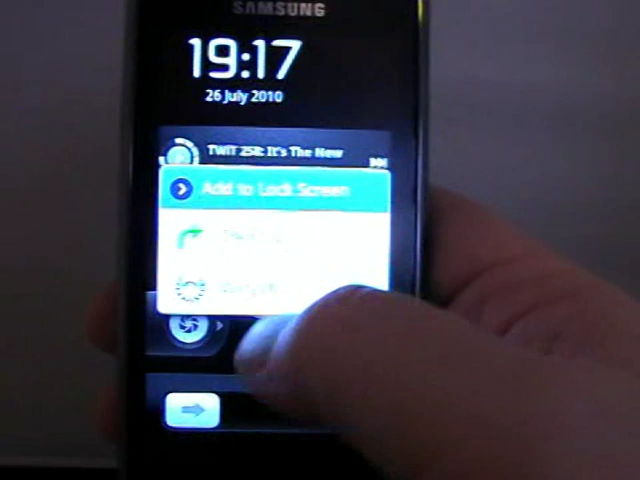 SAMSUNG
19:17
26 July 2010
TWiT 258: It's The New
Add to Lock Screen